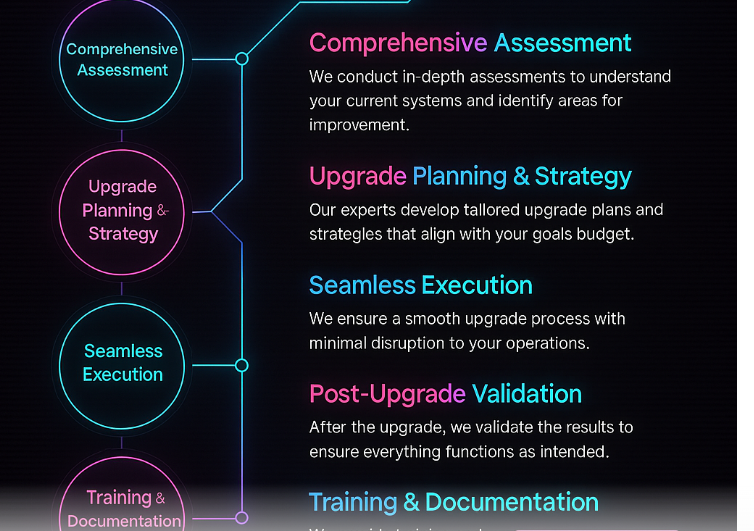 Comprehensive
Assessment
Upgrade
Planning &
Strategy
Seamless
Execution
Training &
Documentation
Comprehensive Assessment
We conduct in-depth assessments to understand
your current systems and identify areas for
improvement.
Upgrade Planning & Strategy
Our experts develop tailored upgrade plans and
strategles that align with your goals budget.
Seamless Execution
We ensure a smooth upgrade process with
minimal disruption to your operations.
Post-Upgrade Validation
After the upgrade, we validate the results to
ensure everything functions as intended.
Training & Documentation